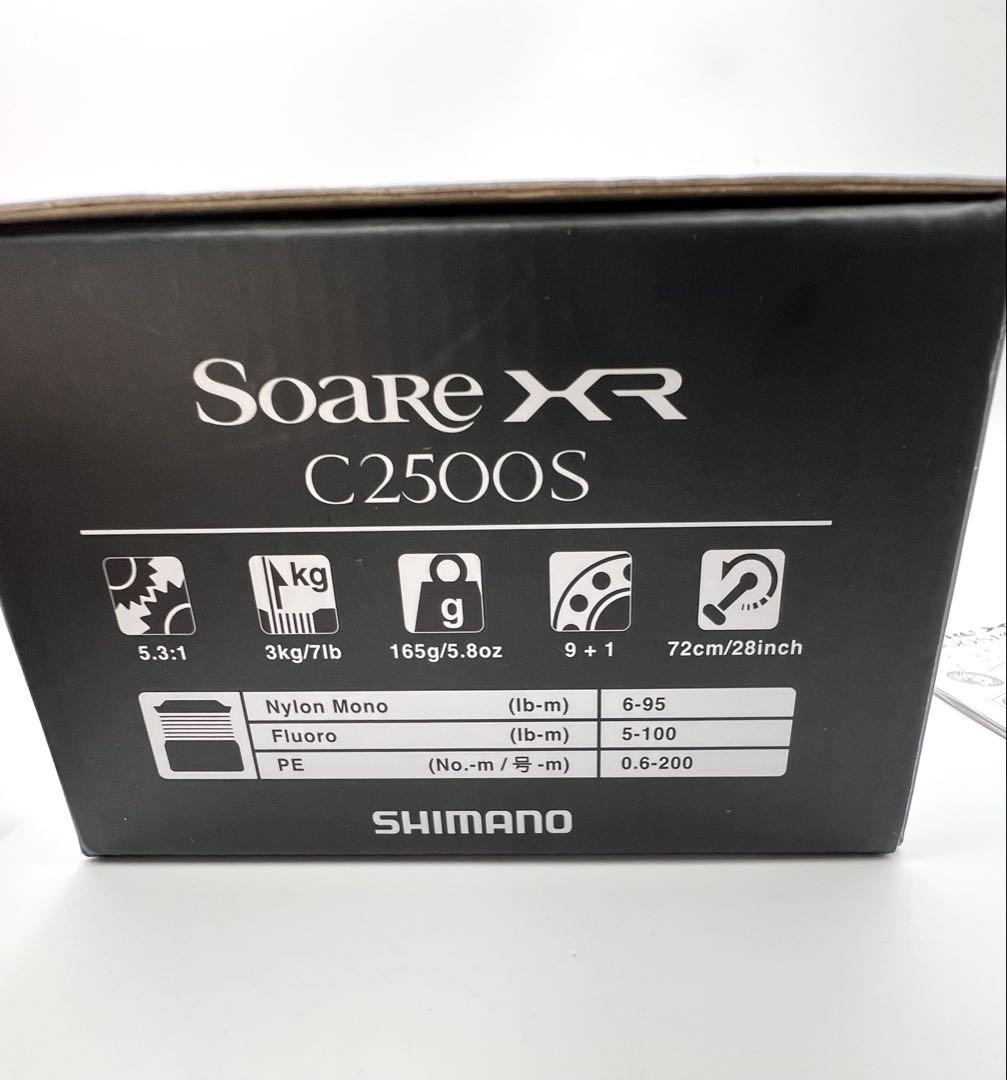 Soare XR
C2500S
kg
g
5.3:1
3kg/7lb
165g/5.8oz
9 + 1
72cm/28inch
Nylon Mono (lb-m) 6-95
Fluoro (lb-m) 5-100
PE (No.-m / 号 -m) 0.6-200
SHIMANO